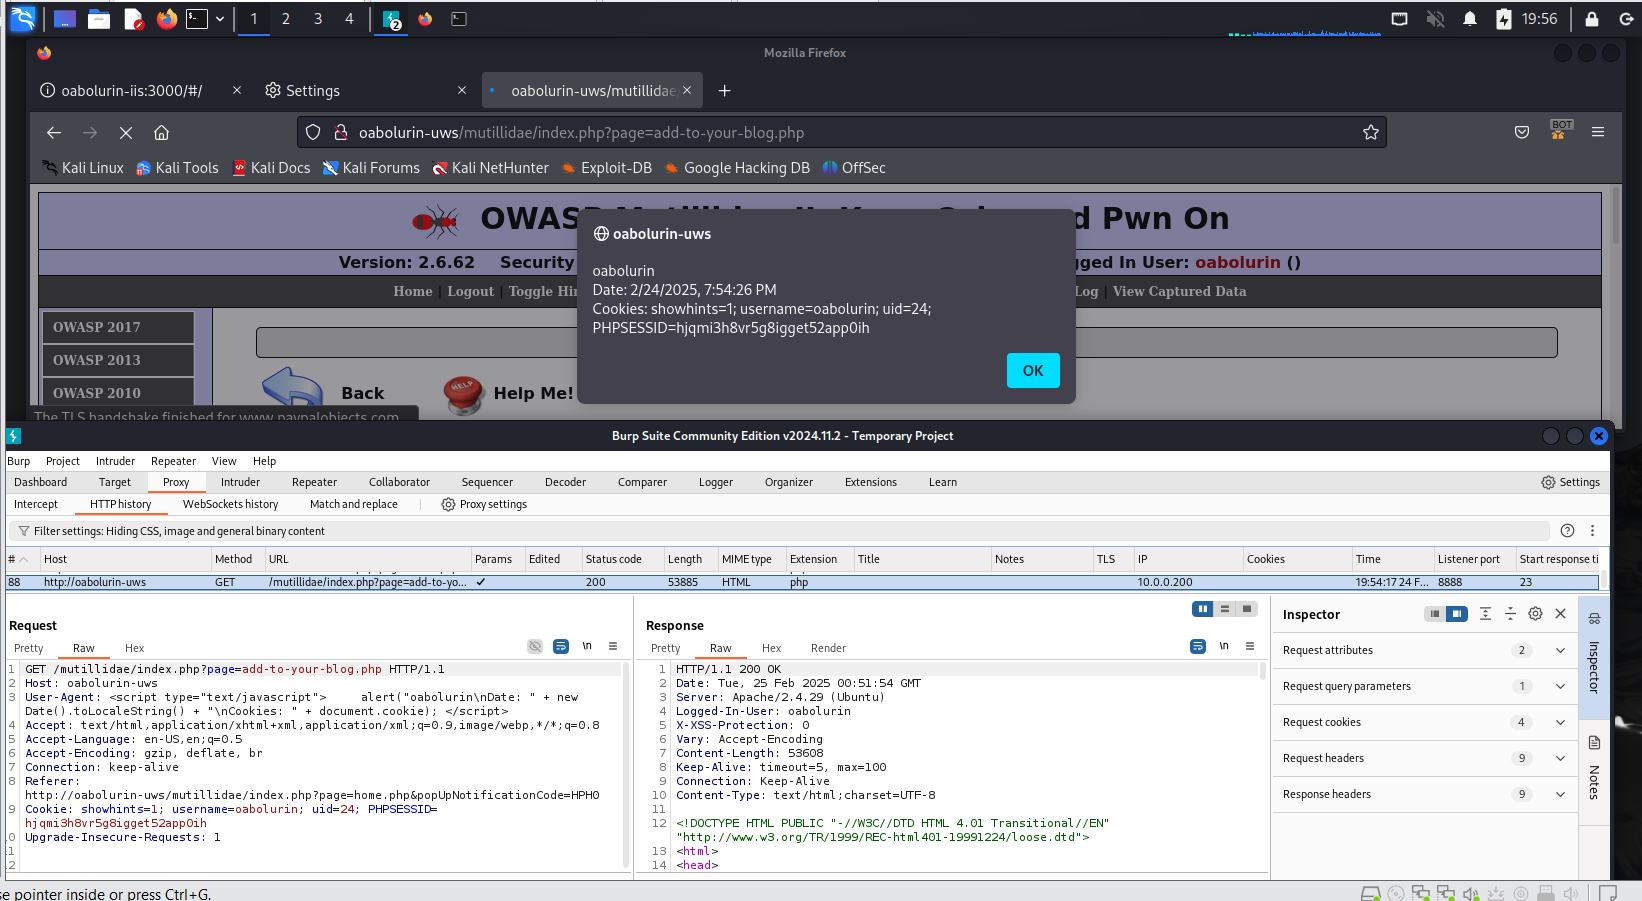 1 2 3 4 2 19:56
Mozilla Firefox
oabolurin-iis:3000/#/ Settings oabolurin-uws/mutillidae/
oabolurin-uws/mutillidae/index.php?page=add-to-your-blog.php BOT
Kali Linux Kali Tools Kali Docs Kali Forums Kali NetHunter Exploit-DB Google Hacking DB OffSec
OWASP Pwn On
Version: 2.6.62 Security gged In User: oabolurin ()
Home | Logout | Toggle Hin Log | View Captured Data
OWASP 2017
OWASP 2013
OWASP 2010
Back
HELP
Help Me!
The TLS handshake finished for www.paypalobjects.com
oabolurin-uws
oabolurin
Date: 2/24/2025, 7:54:26 PM
Cookies: showhints=1; username=oabolurin; uid=24;
PHPSESSID=hjqmi3h8vr5g8igget52app0ih
OK
Burp Suite Community Edition v2024.11.2 - Temporary Project
Burp Project Intruder Repeater View Help
Dashboard Target Proxy Intruder Repeater Collaborator Sequencer Decoder Comparer Logger Organizer Extensions Learn Settings
Intercept HTTP history WebSockets history Match and replace Proxy settings
Filter settings: Hiding CSS, image and general binary content
# Host Method URL Params Edited Status code Length MIME type Extension Title Notes TLS IP Cookies Time Listener port Start response ti
88 http://oabolurin-uws GET /mutillidae/index.php?page=add-to-yo... ✓ 200 53885 HTML php 10.0.0.200 19:54:17 24 F... 8888 23
Request
Pretty Raw Hex \n
1 GET /mutillidae/index.php?page=add-to-your-blog.php HTTP/1.1
2 Host: oabolurin-uws
3 User-Agent: <script type="text/javascript"> alert("oabolurin\nDate: " + new
Date().toLocaleString() + "\nCookies: " + document.cookie); </script>
4 Accept: text/html,application/xhtml+xml,application/xml;q=0.9,image/webp,*/*;q=0.8
5 Accept-Language: en-US,en;q=0.5
6 Accept-Encoding: gzip, deflate, br
7 Connection: keep-alive
8 Referer:
http://oabolurin-uws/mutillidae/index.php?page=home.php&popUpNotificationCode=HPH0
9 Cookie: showhints=1; username=oabolurin; uid=24; PHPSESSID=
hjqmi3h8vr5g8igget52app0ih
0 Upgrade-Insecure-Requests: 1
1
2
Response
Pretty Raw Hex Render \n
1 HTTP/1.1 200 OK
2 Date: Tue, 25 Feb 2025 00:51:54 GMT
3 Server: Apache/2.4.29 (Ubuntu)
4 Logged-In-User: oabolurin
5 X-XSS-Protection: 0
6 Vary: Accept-Encoding
7 Content-Length: 53608
8 Keep-Alive: timeout=5, max=100
9 Connection: Keep-Alive
10 Content-Type: text/html;charset=UTF-8
11
12 <!DOCTYPE HTML PUBLIC "-//W3C//DTD HTML 4.01 Transitional//EN"
"http://www.w3.org/TR/1999/REC-html401-19991224/loose.dtd">
13 <html>
14 <head>
Inspector
Request attributes 2
Request query parameters 1
Request cookies 4
Request headers 9
Response headers 9
Inspector
Notes
se pointer inside or press Ctrl+G.